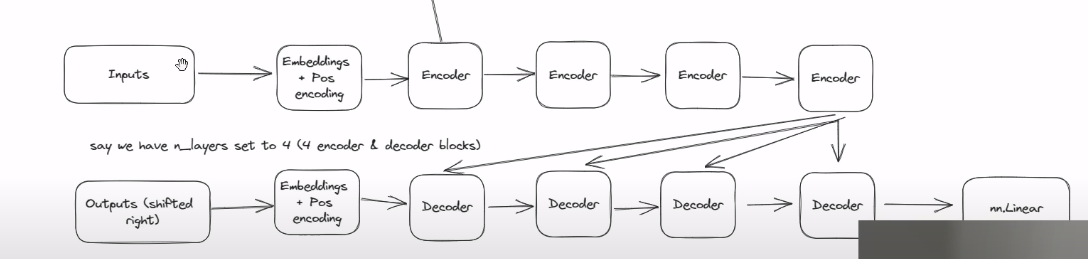 Inputs
Embeddings
+ Pos
encoding
Encoder
Encoder
Encoder
Encoder
say we have n_layers set to 4 (4 encoder & decoder blocks)
Outputs (shifted
right)
Embeddings
+ Pos
encoding
Decoder
Decoder
Decoder
Decoder
nn.Linear